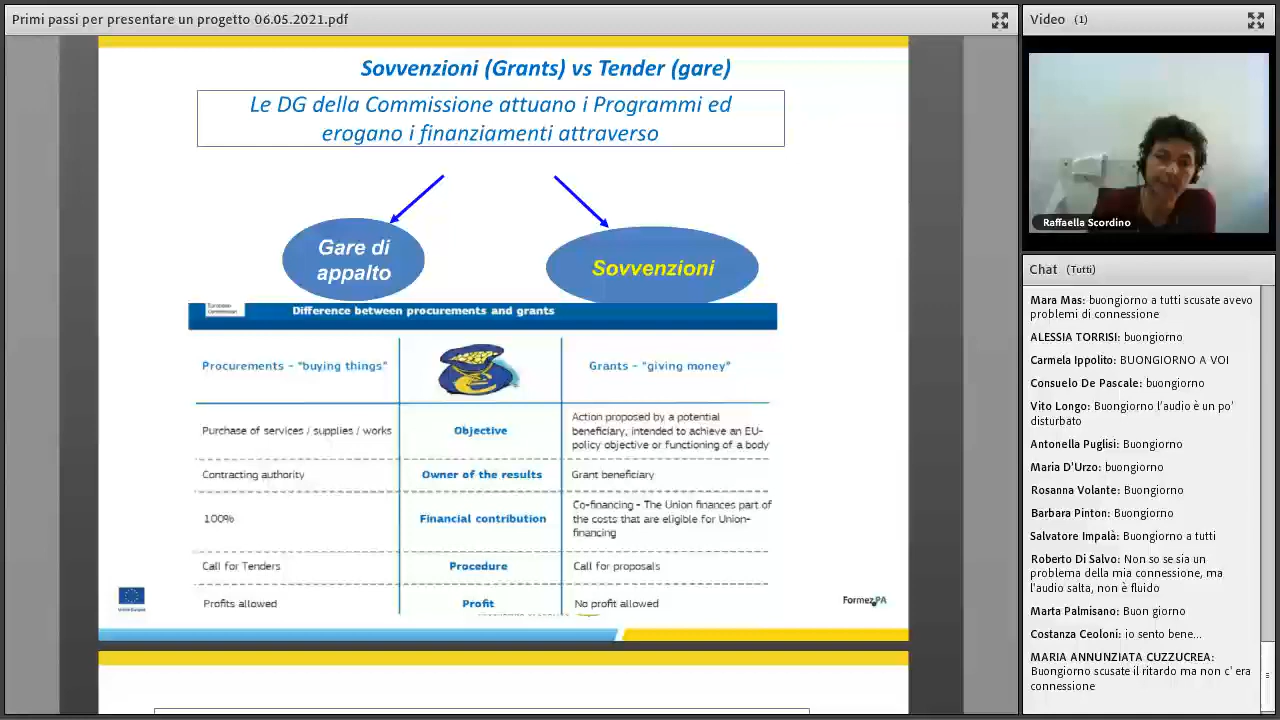 Primi passi per presentare un progetto 06.05.2021.pdf
Sovvenzioni (Grants) vs Tender (gare)
Le DG della Commissione attuano i Programmi ed
erogano i finanziamenti attraverso
Gare di
appalto
Sovvenzioni
European
Commission
Difference between procurements and grants
Procurements - "buying things"
Grants - "giving money"
Purchase of services / supplies / works
Objective
Action proposed by a potential
beneficiary, intended to achieve an EU-
policy objective or functioning of a body
Contracting authority
Owner of the results
Grant beneficiary
100%
Financial contribution
Co-financing - The Union finances part of
the costs that are eligible for Union-
financing
Call for Tenders
Procedure
Call for proposals
Profits allowed
Profit
No profit allowed
Unione Europea
Formez PA
Video (1)
Raffaella Scordino
Chat (Tutti)
Mara Mas: buongiorno a tutti scusate avevo
problemi di connessione
ALESSIA TORRISI: buongiorno
Carmela Ippolito: BUONGIORNO A VOI
Consuelo De Pascale: buongiorno
Vito Longo: Buongiorno l'audio è un po'
disturbato
Antonella Puglisi: Buongiorno
Maria D'Urzo: buongiorno
Rosanna Volante: Buongiorno
Barbara Pinton: Buongiorno
Salvatore Impalà: Buongiorno a tutti
Roberto Di Salvo: Non so se sia un
problema della mia connessione, ma
l'audio salta, non è fluido
Marta Palmisano: Buon giorno
Costanza Ceoloni: io sento bene...
MARIA ANNUNZIATA CUZZUCREA:
Buongiorno scusate il ritardo ma non c' era
connessione